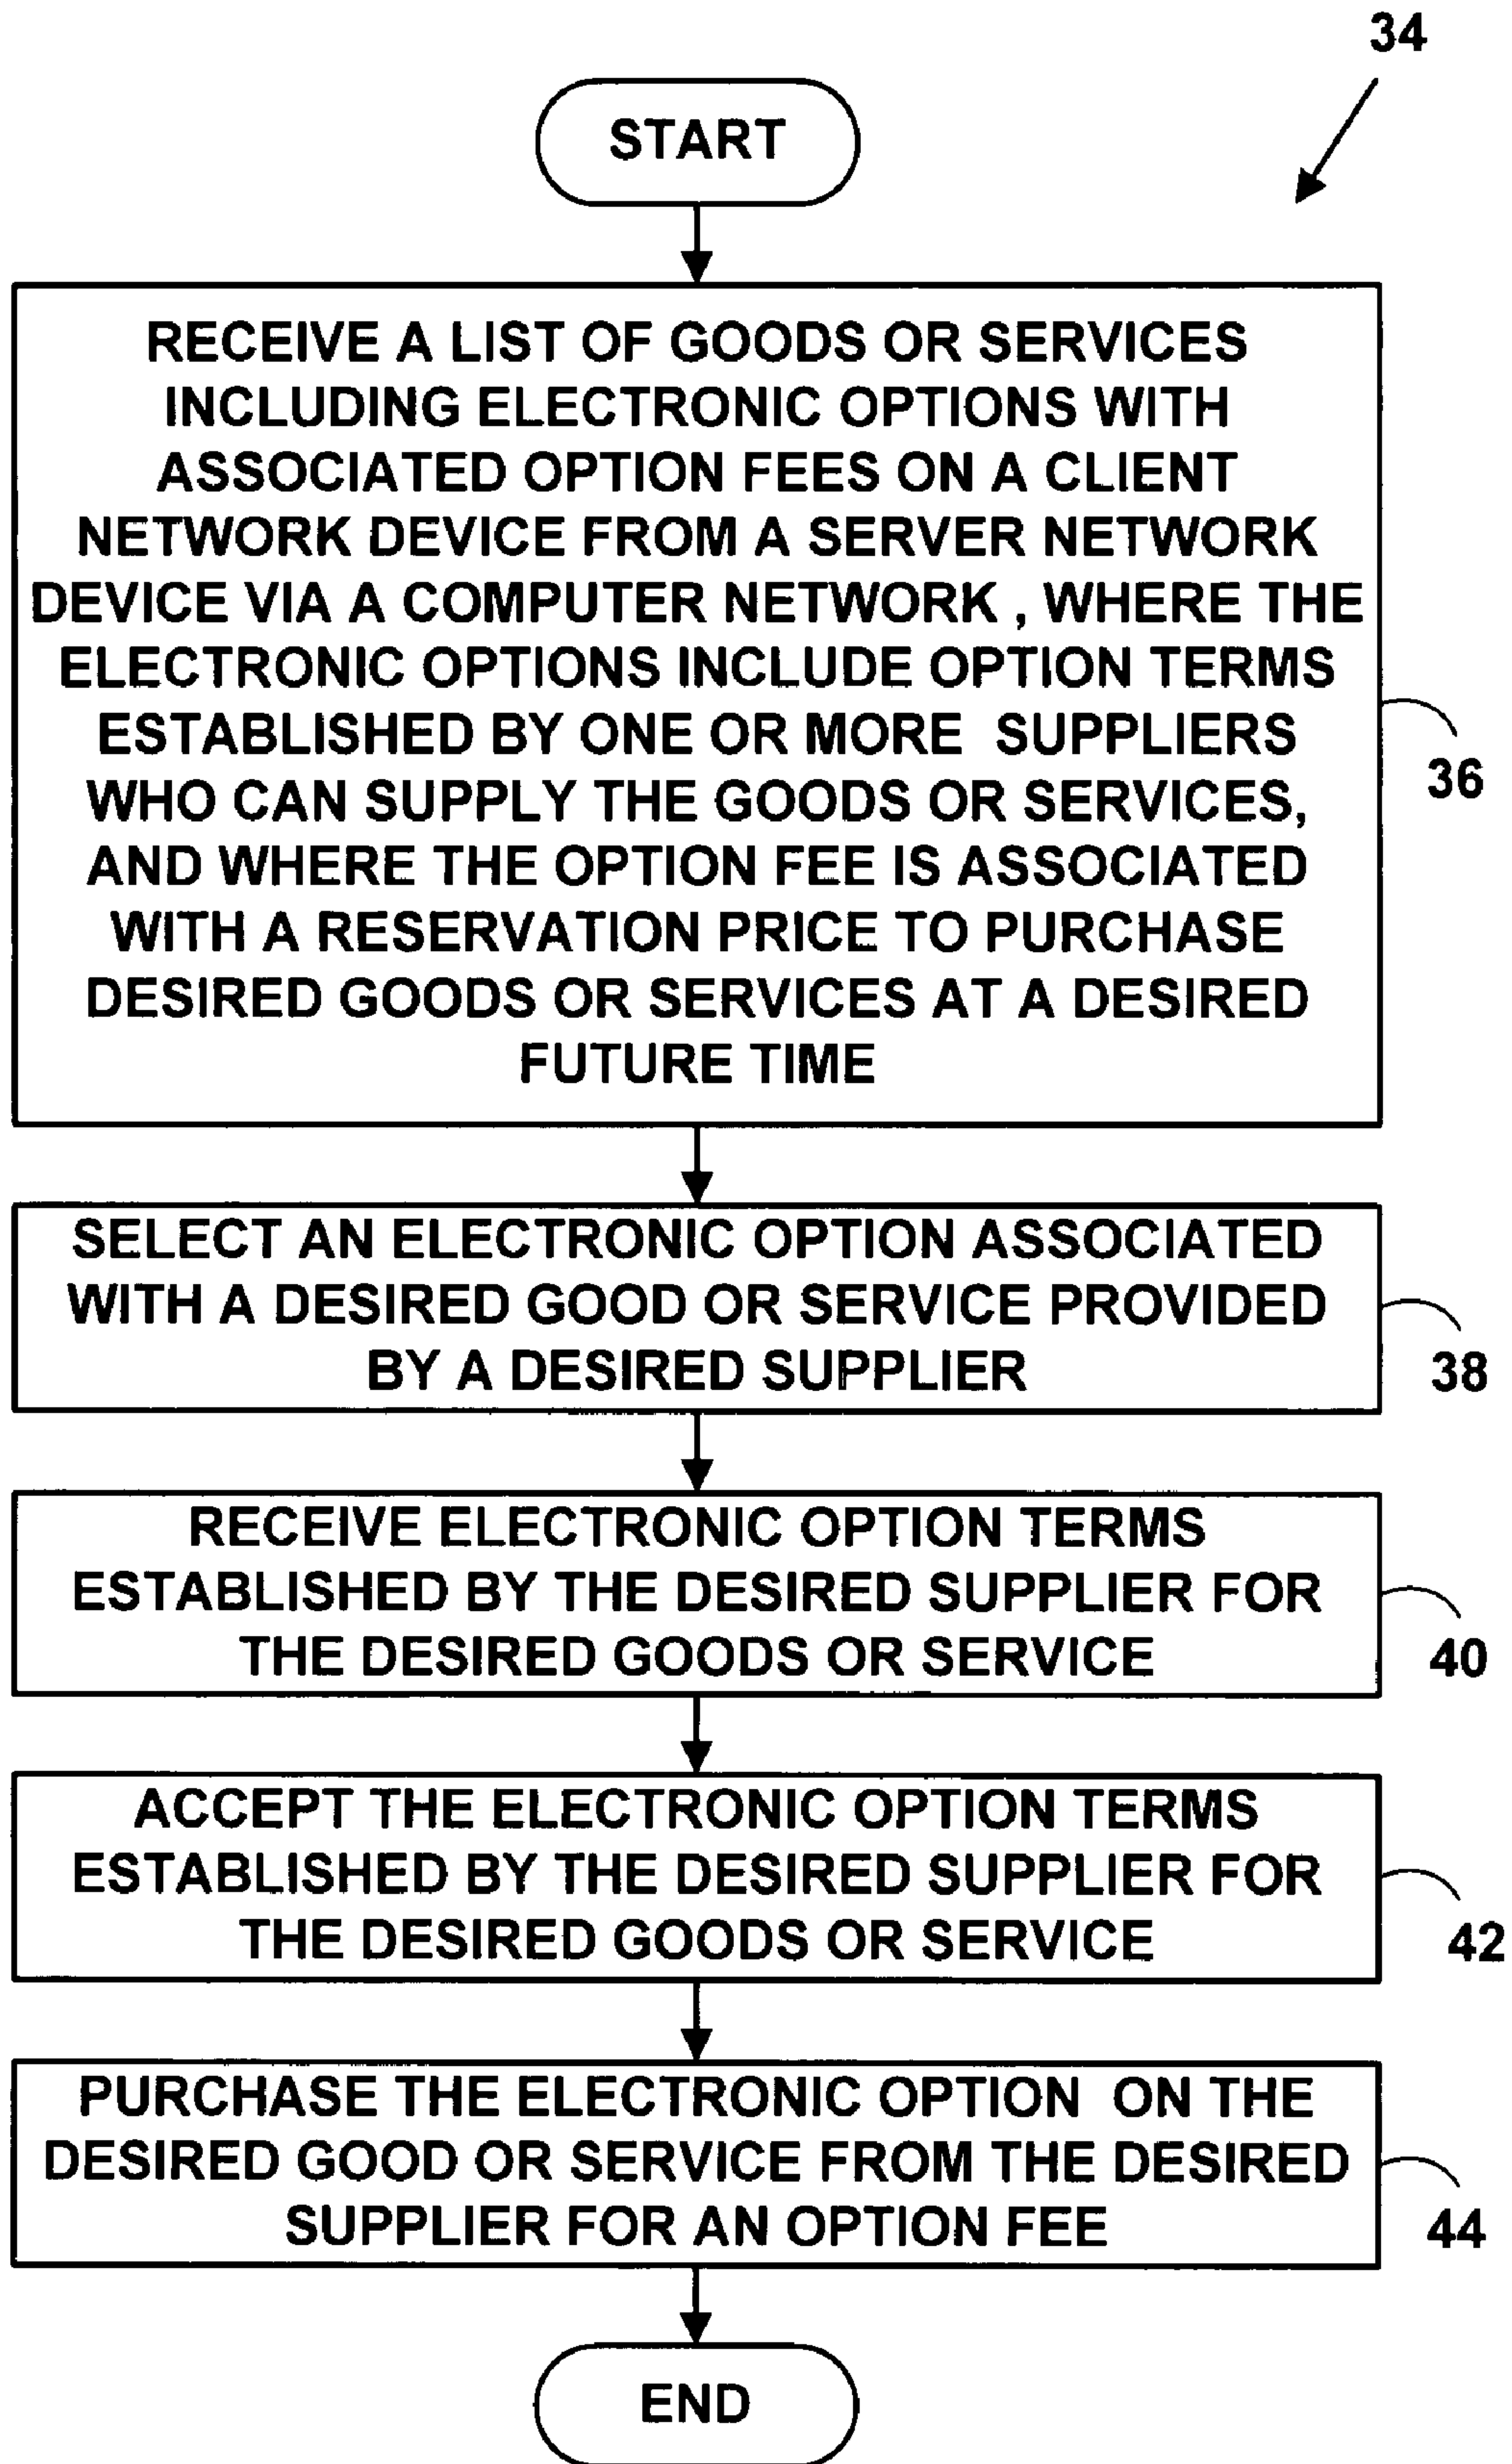 34
START
RECEIVE A LIST OF GOODS OR SERVICES
INCLUDING ELECTRONIC OPTIONS WITH
ASSOCIATED OPTION FEES ON A CLIENT
NETWORK DEVICE FROM A SERVER NETWORK
DEVICE VIA A COMPUTER NETWORK , WHERE THE
ELECTRONIC OPTIONS INCLUDE OPTION TERMS
ESTABLISHED BY ONE OR MORE SUPPLIERS
WHO CAN SUPPLY THE GOODS OR SERVICES,
AND WHERE THE OPTION FEE IS ASSOCIATED
WITH A RESERVATION PRICE TO PURCHASE
DESIRED GOODS OR SERVICES AT A DESIRED
FUTURE TIME
36
SELECT AN ELECTRONIC OPTION ASSOCIATED
WITH A DESIRED GOOD OR SERVICE PROVIDED
BY A DESIRED SUPPLIER
38
RECEIVE ELECTRONIC OPTION TERMS
ESTABLISHED BY THE DESIRED SUPPLIER FOR
THE DESIRED GOODS OR SERVICE
40
ACCEPT THE ELECTRONIC OPTION TERMS
ESTABLISHED BY THE DESIRED SUPPLIER FOR
THE DESIRED GOODS OR SERVICE
42
PURCHASE THE ELECTRONIC OPTION ON THE
DESIRED GOOD OR SERVICE FROM THE DESIRED
SUPPLIER FOR AN OPTION FEE
44
END